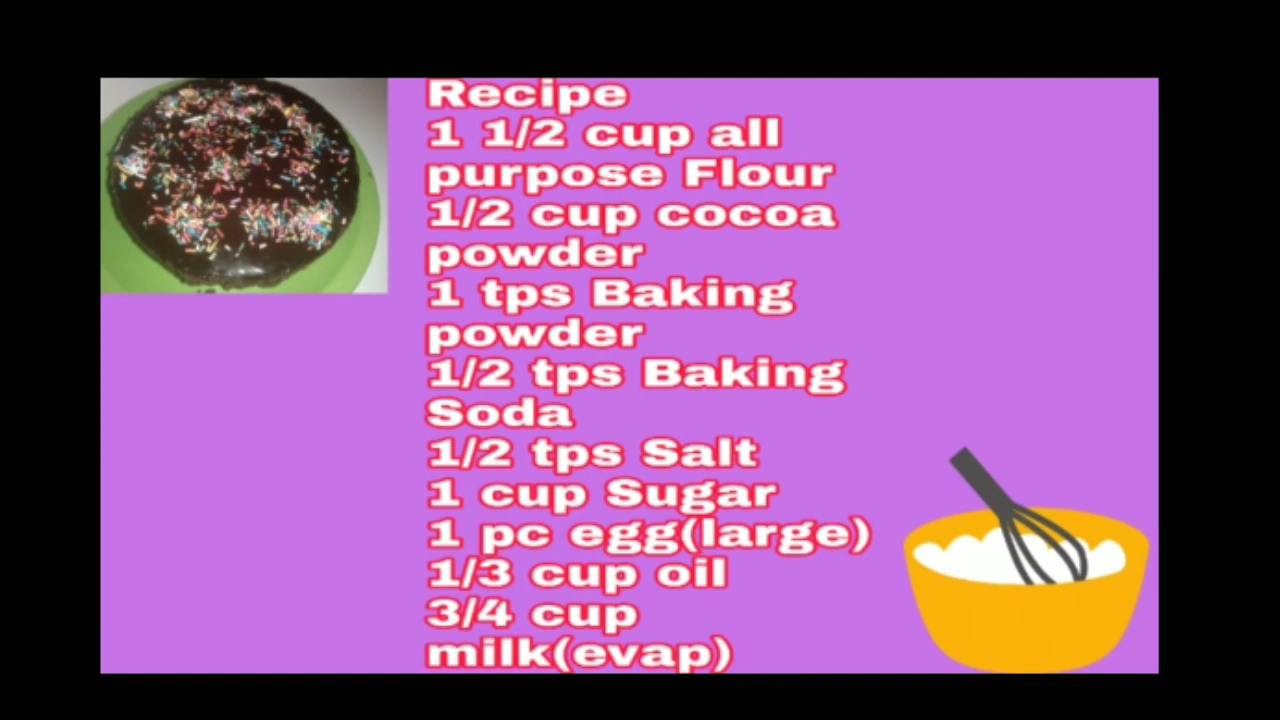 Recipe
1 1/2 cup all
purpose Flour
1/2 cup cocoa
powder
1 tps Baking
powder
1/2 tps Baking
Soda
1/2 tps Salt
1 cup Sugar
1 pc egg(large)
1/3 cup oil
3/4 cup
milk(evap)